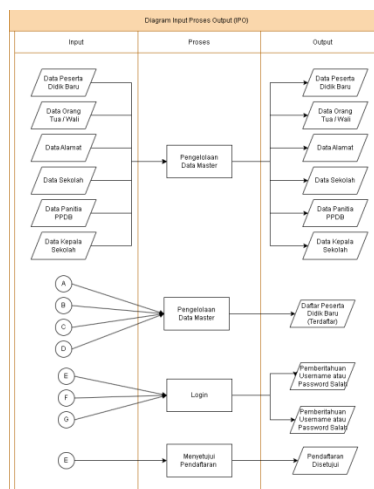 Diagram Input Proses Output (IPO)
Input
Proses
Output
Data Peserta
Didik Baru
Data Orang
Tua / Wali
Data Alamat
Data Sekolah
Data Panitia
PPDB
Data Kepala
Sekolah
Pengelolaan
Data Master
Data Peserta
Didik Baru
Data Orang
Tua / Wali
Data Alamat
Data Sekolah
Data Panitia
PPDB
Data Kepala
Sekolah
A
B
C
D
Pengelolaan
Data Master
Daftar Peserta
Didik Baru
(Terdaftar)
E
F
G
Login
Pemberitahuan
Username atau
Password Salah
Pemberitahuan
Username atau
Password Salah
E
Menyetujui
Pendaftaran
Pendaftaran
Disetujui